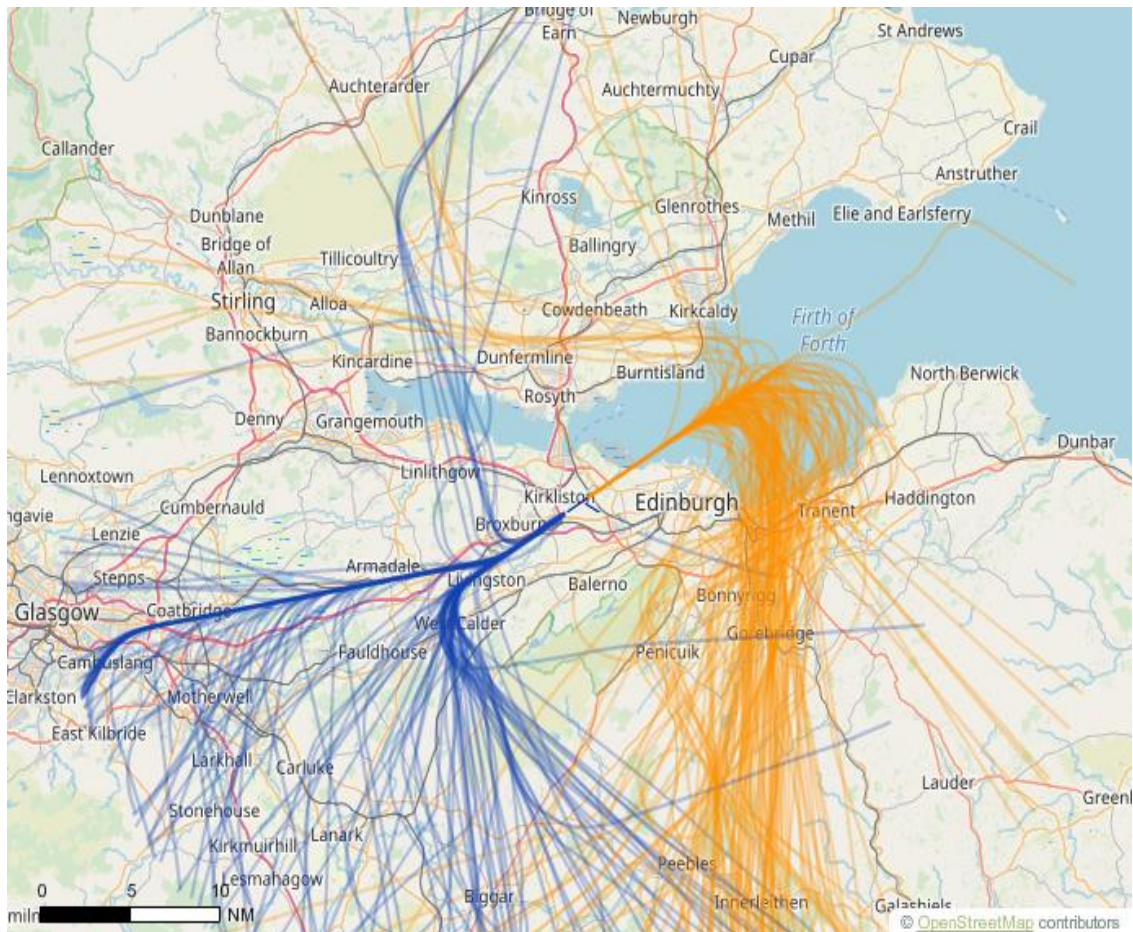 Bridge of
Earn
Newburgh
St Andrews
Cupar
Auchterarder
Auchtermuchty
Crail
Callander
Anstruther
Kinross
Glenrothes
Dunblane
Methil
Elie and Earlsferry
Bridge of
Allan
Ballingry
Tillicoultry
Stirling
Alloa
Cowdenbeath
Kirkcaldy
Firth of
Forth
Bannockburn
Kincardine
Dunfermline
Burntisland
North Berwick
Rosyth
Denny
Grangemouth
Dunbar
Linlithgow
Lennoxtown
Kirkliston
Edinburgh
Haddington
Cumbernauld
Tranent
ngavie
Broxburn
Lenzie
Armadale
Stepps
Livingston
Balerno
Bonnyrigg
Glasgow
Coatbridge
West Calder
Gorebridge
Fauldhouse
Penicuik
Cambuslang
Clarkston
Motherwell
East Kilbride
Larkhall
Carluke
Lauder
Greenl
Stonehouse
Lanark
Kirkmuirhill
Peebles
Lesmahagow
Biggar
Innerleithen
Galashiels
0 5 10
miln
NM
© OpenStreetMap contributors